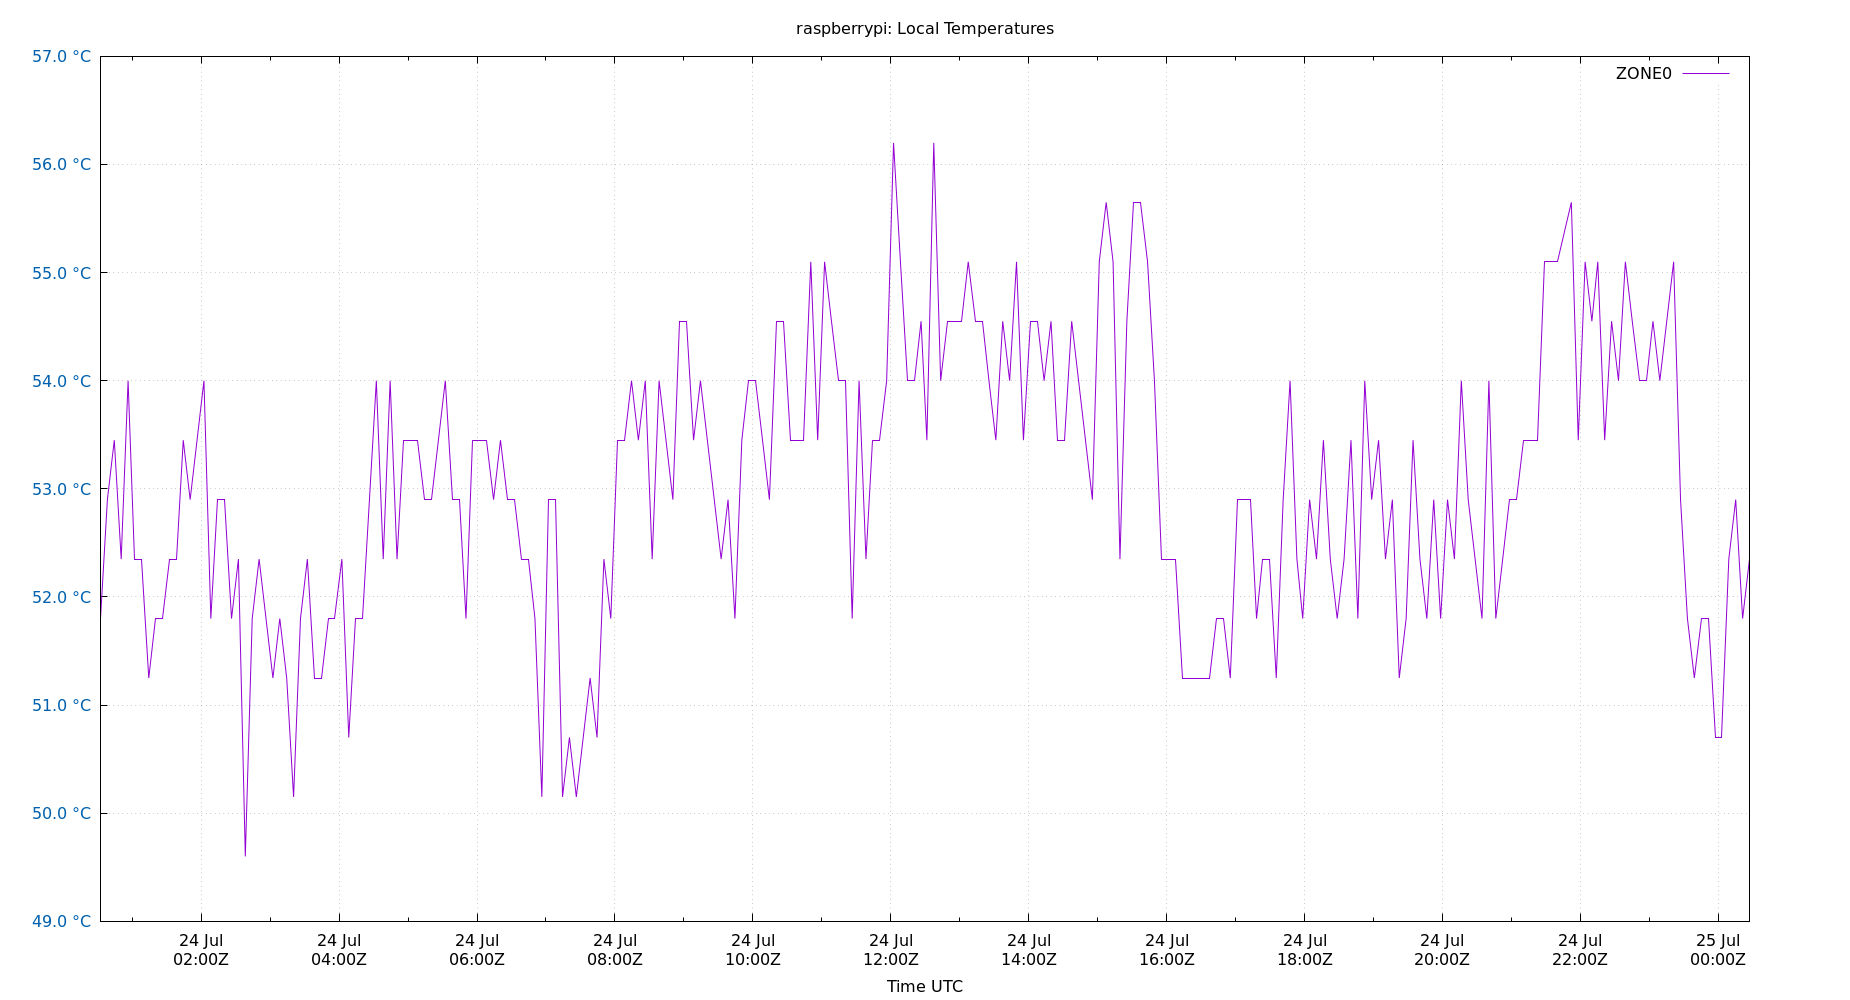 raspberrypi: Local Temperatures
57.0 °C
ZONE0
56.0 °C
55.0 °C
54.0 °C
53.0 °C
52.0 °C
51.0 °C
50.0 °C
49.0 °C
24 Jul 24 Jul 24 Jul 24 Jul 24 Jul 24 Jul 24 Jul 24 Jul 24 Jul 24 Jul 24 Jul 25 Jul
02:00Z 04:00Z 06:00Z 08:00Z 10:00Z 12:00Z 14:00Z 16:00Z 18:00Z 20:00Z 22:00Z 00:00Z
Time UTC